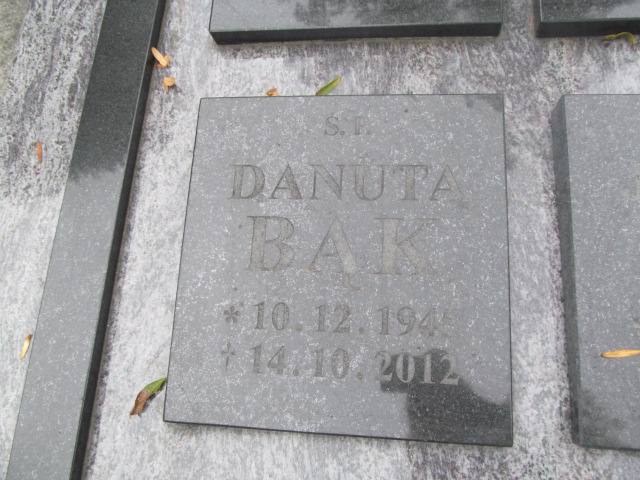 Ś.P.
DANUTA
BĄK
* 10.12.1945
† 14.10.2012